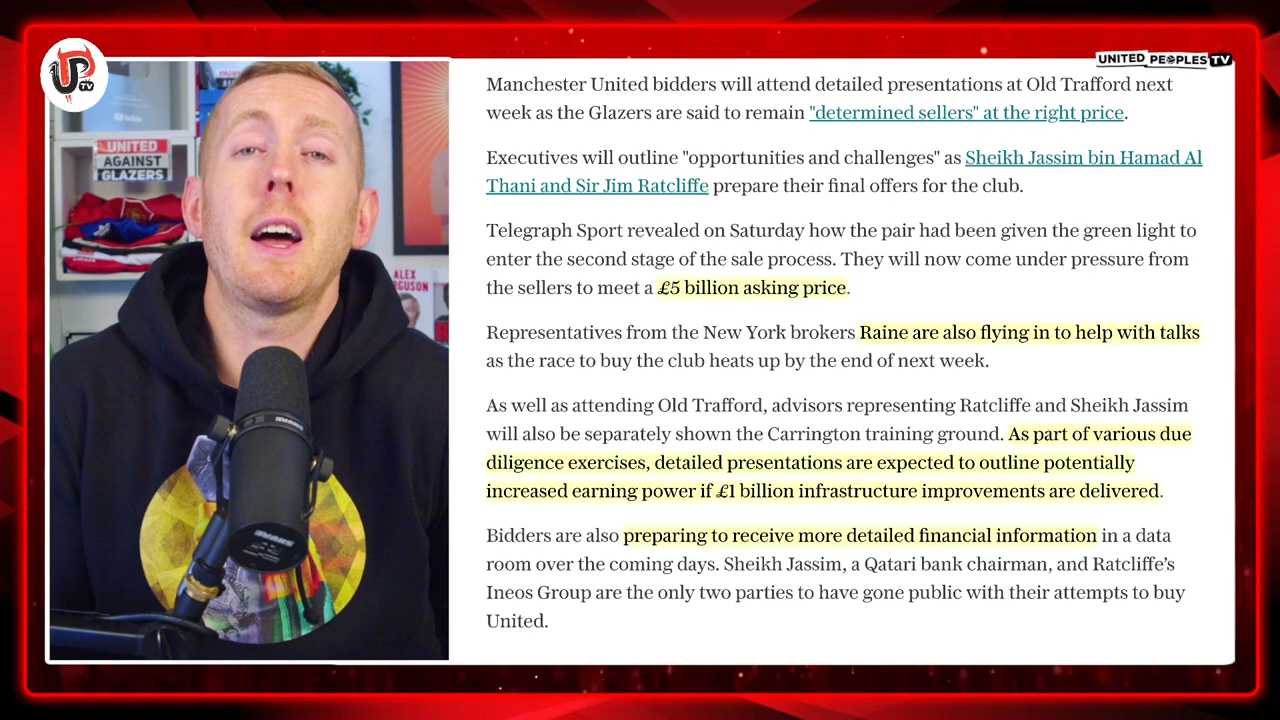 UP
TV
UNITED PEOPLES TV
YouTube
UNITED
AGAINST
GLAZERS
ALEX
SHURE
Manchester United bidders will attend detailed presentations at Old Trafford next
week as the Glazers are said to remain "determined sellers" at the right price.
Executives will outline "opportunities and challenges" as Sheikh Jassim bin Hamad Al
Thani and Sir Jim Ratcliffe prepare their final offers for the club.
Telegraph Sport revealed on Saturday how the pair had been given the green light to
enter the second stage of the sale process. They will now come under pressure from
the sellers to meet a £5 billion asking price.
Representatives from the New York brokers Raine are also flying in to help with talks
as the race to buy the club heats up by the end of next week.
As well as attending Old Trafford, advisors representing Ratcliffe and Sheikh Jassim
will also be separately shown the Carrington training ground. As part of various due
diligence exercises, detailed presentations are expected to outline potentially
increased earning power if £1 billion infrastructure improvements are delivered.
Bidders are also preparing to receive more detailed financial information in a data
room over the coming days. Sheikh Jassim, a Qatari bank chairman, and Ratcliffe's
Ineos Group are the only two parties to have gone public with their attempts to buy
United.